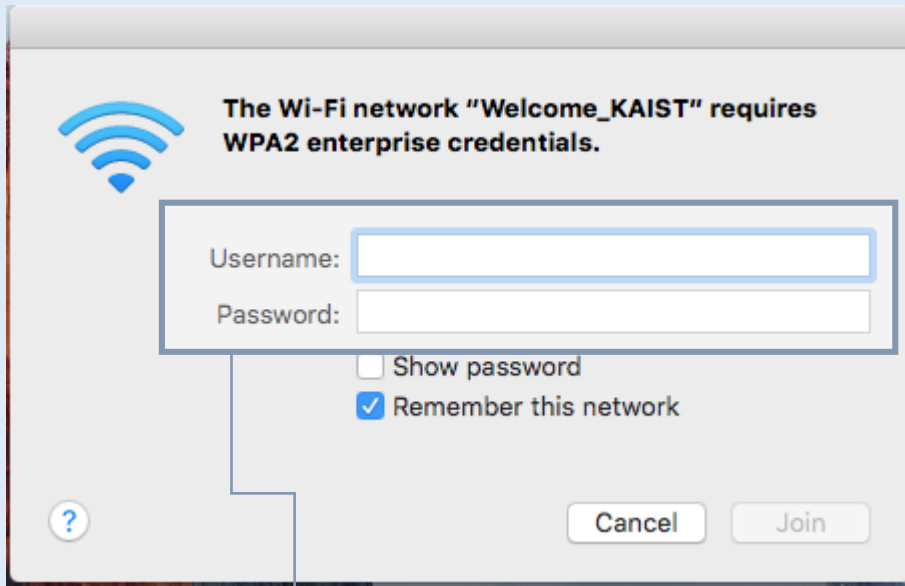 The Wi-Fi network “Welcome_KAIST” requires
WPA2 enterprise credentials.
Username:
Password:
Show password
Remember this network
?
Cancel
Join